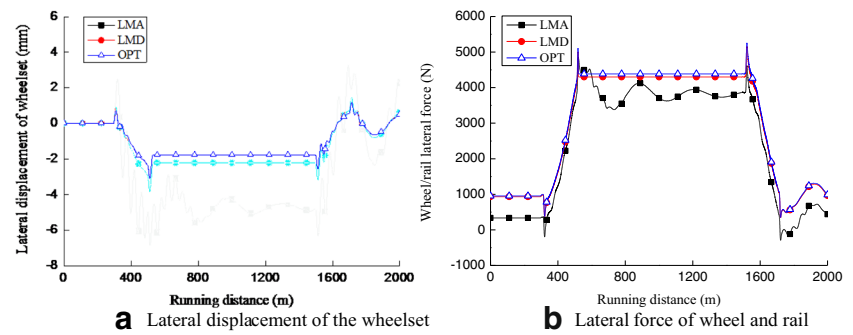 LMA
LMD
OPT
Lateral displacement of wheelset (mm)
6
4
2
0
-2
-4
-6
-8
0 400 800 1200 1600 2000
Running distance (m)
a Lateral displacement of the wheelset
LMA
LMD
OPT
Wheel/rail lateral force (N)
6000
5000
4000
3000
2000
1000
0
-1000
0 400 800 1200 1600 2000
Running distance (m)
b Lateral force of wheel and rail